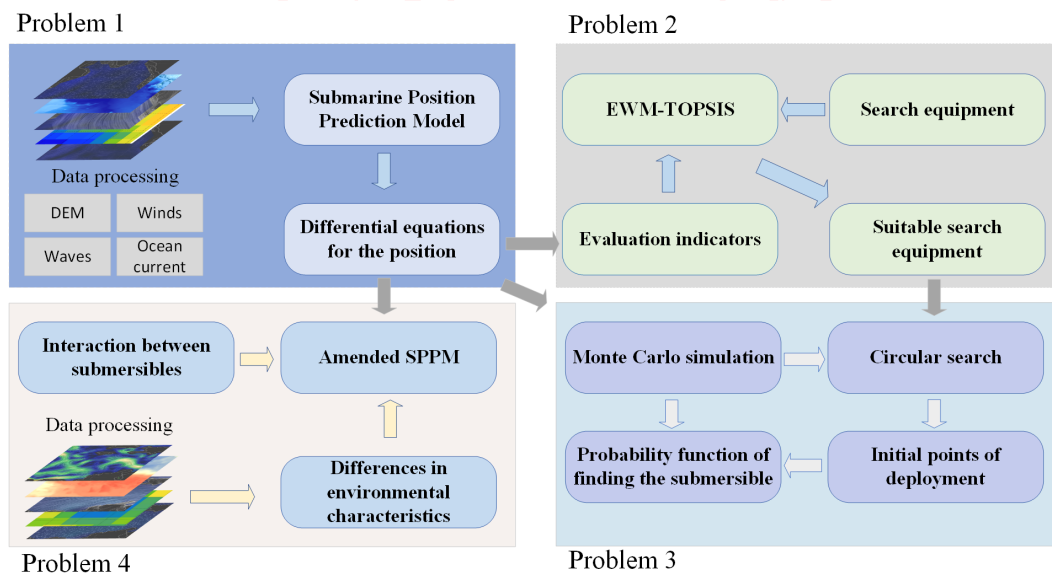 Problem 1
Submarine Position
Prediction Model
Data processing
DEM
Winds
Waves
Ocean
current
Differential equations
for the position
Problem 2
EWM-TOPSIS
Search equipment
Evaluation indicators
Suitable search
equipment
Interaction between
submersibles
Amended SPPM
Data processing
Differences in
environmental
characteristics
Problem 4
Monte Carlo simulation
Circular search
Probability function of
finding the submersible
Initial points of
deployment
Problem 3